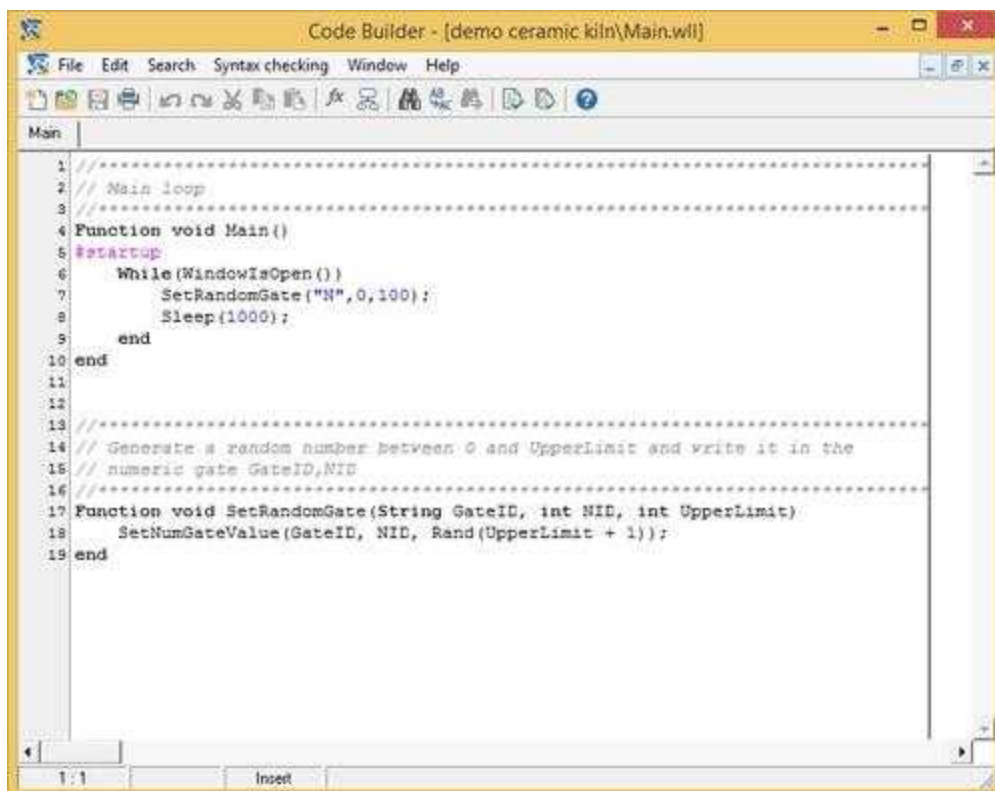 Code Builder - [demo ceramic kiln\Main.wll]
File Edit Search Syntax checking Window Help
Main
1 //******************************************************************************
2 // Main loop
3 //******************************************************************************
4 Function void Main()
5 #startup
6 While(WindowIsOpen())
7 SetRandomGate("N",0,100);
8 Sleep(1000);
9 end
10 end
11
12
13 //******************************************************************************
14 // Generate a random number between 0 and UpperLimit and write it in the
15 // numeric gate GateID,NID
16 //******************************************************************************
17 Function void SetRandomGate(String GateID, int NID, int UpperLimit)
18 SetNumGateValue(GateID, NID, Rand(UpperLimit + 1));
19 end
1 : 1 Insert